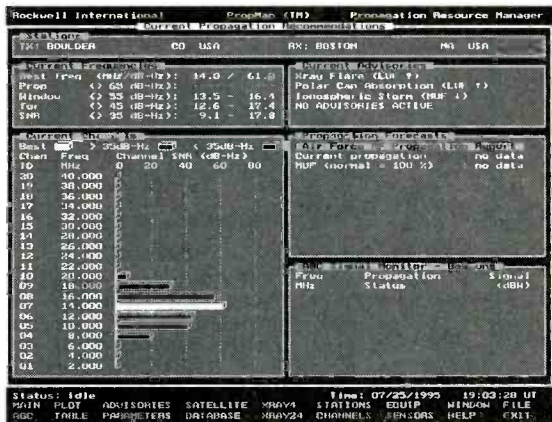 Rockwell International PropMan (TM) Propagation Resource Manager
Current Propagation Recommendations
Stations
TX: BOULDER CO USA RX: BOSTON MA USA
Current Frequencies
Best Freq (MHz/dB-Hz): 14.0 / 61.0
Prop <> 65 dB-Hz):
Window <> 55 dB-Hz): 13.5 - 16.4
For <> 45 dB-Hz): 12.6 - 17.4
SNR <> 35 dB-Hz): 9.1 - 17.8
Current Advisories
Xray Flare (LUF ↑)
Polar Cap Absorption (LUF ↑)
Ionospheric Storm (MUF ↓)
NO ADVISORIES ACTIVE
Current Channels
Best > 35dB-Hz < 35dB-Hz
Chan Freq Channel SNR (dB-Hz)
ID MHz 0 20 40 60 80
20 40.000
19 38.000
18 36.000
17 34.000
16 32.000
15 30.000
14 28.000
13 26.000
12 24.000
11 22.000
10 20.000
09 18.000
08 16.000
07 14.000
06 12.000
05 10.000
04 8.000
03 6.000
02 4.000
01 2.000
Propagation Forecasts
Air Force HF Propagation Report
Current propagation no data
MUF (normal = 100 %) no data
Signal Monitor -
Freq Propagation Signal
MHz Status (dBW)
Status: idle Time: 07/25/1995 19:03:28 UT
MAIN PLOT ADVISORIES SATELLITE XRAY4 STATIONS EQUIP WINDOW FILE
AGC TABLE PARAMETERS DATABASE XRAY24 CHANNELS SENSORS HELP EXIT